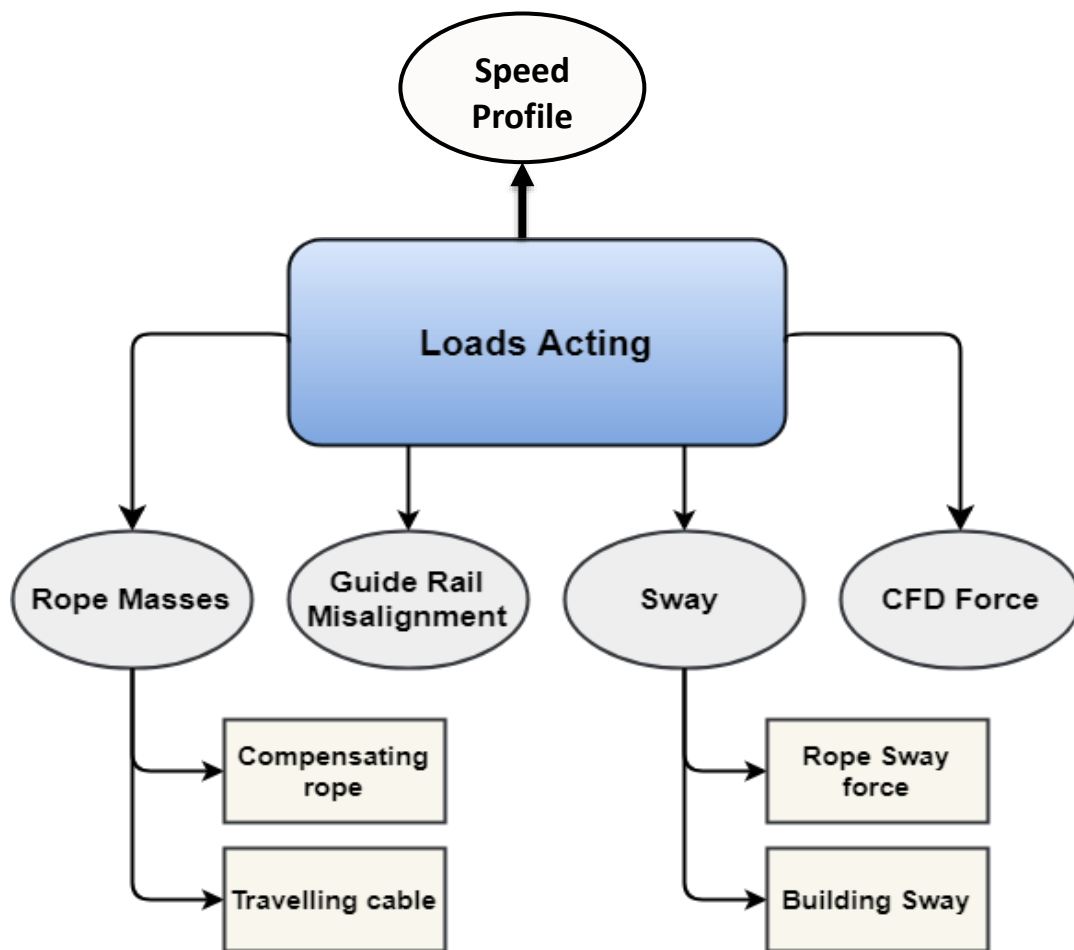 Speed
Profile
Loads Acting
Rope Masses
Guide Rail
Misalignment
Sway
CFD Force
Compensating
rope
Rope Sway
force
Travelling cable
Building Sway